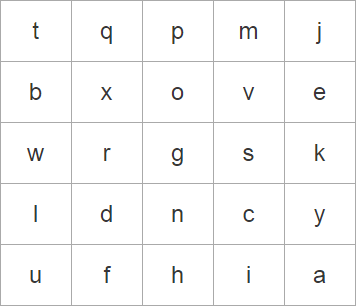 t q p m j
b x o v e
w r g s k
l d n c y
u f h i a